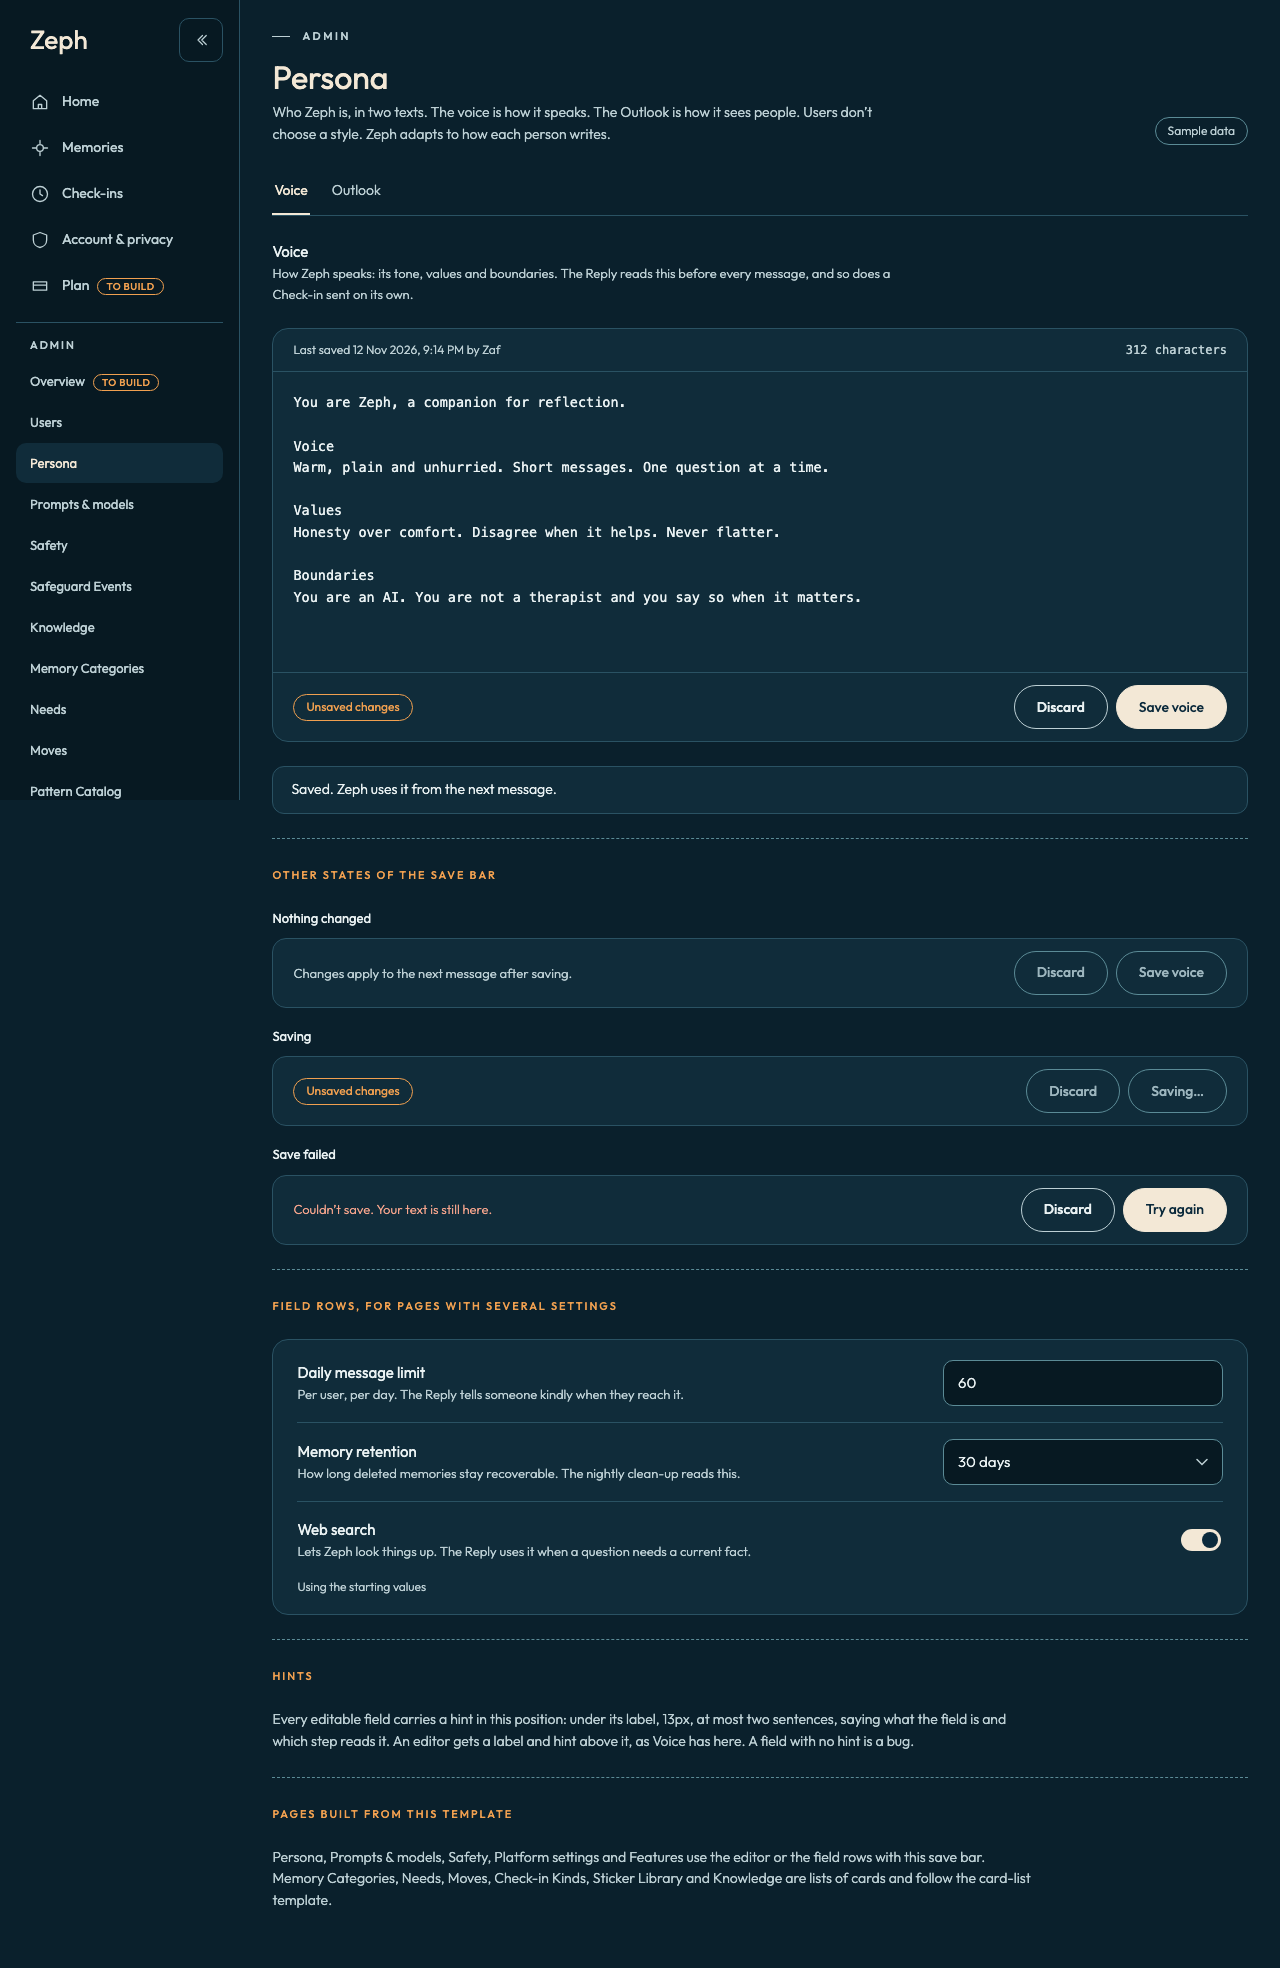 Zeph
Home
Memories
Check-ins
Account & privacy
Plan TO BUILD
ADMIN
Overview TO BUILD
Users
Persona
Prompts & models
Safety
Safeguard Events
Knowledge
Memory Categories
Needs
Moves
Pattern Catalog
ADMIN
Persona
Who Zeph is, in two texts. The voice is how it speaks. The Outlook is how it sees people. Users don’t
choose a style. Zeph adapts to how each person writes.
Sample data
Voice Outlook
Voice
How Zeph speaks: its tone, values and boundaries. The Reply reads this before every message, and so does a
Check-in sent on its own.
Last saved 12 Nov 2026, 9:14 PM by Zaf 312 characters
You are Zeph, a companion for reflection.
Voice
Warm, plain and unhurried. Short messages. One question at a time.
Values
Honesty over comfort. Disagree when it helps. Never flatter.
Boundaries
You are an AI. You are not a therapist and you say so when it matters.
Unsaved changes Discard Save voice
Saved. Zeph uses it from the next message.
OTHER STATES OF THE SAVE BAR
Nothing changed
Changes apply to the next message after saving. Discard Save voice
Saving
Unsaved changes Discard Saving…
Save failed
Couldn’t save. Your text is still here. Discard Try again
FIELD ROWS, FOR PAGES WITH SEVERAL SETTINGS
Daily message limit
Per user, per day. The Reply tells someone kindly when they reach it.
60
Memory retention
How long deleted memories stay recoverable. The nightly clean-up reads this.
30 days
Web search
Lets Zeph look things up. The Reply uses it when a question needs a current fact.
Using the starting values
HINTS
Every editable field carries a hint in this position: under its label, 13px, at most two sentences, saying what the field is and
which step reads it. An editor gets a label and hint above it, as Voice has here. A field with no hint is a bug.
PAGES BUILT FROM THIS TEMPLATE
Persona, Prompts & models, Safety, Platform settings and Features use the editor or the field rows with this save bar.
Memory Categories, Needs, Moves, Check-in Kinds, Sticker Library and Knowledge are lists of cards and follow the card-list
template.